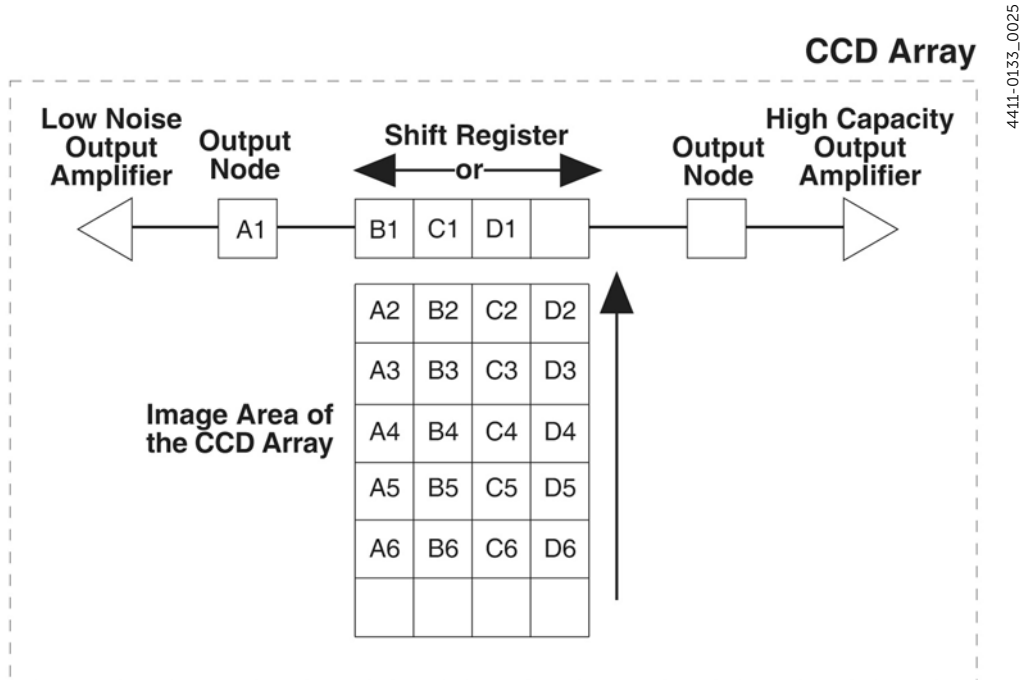 CCD Array
4411-0133_0025
Low Noise
Output
Amplifier
Output
Node
Shift Register
or
Output
Node
High Capacity
Output
Amplifier
A1
B1 C1 D1
A2 B2 C2 D2
A3 B3 C3 D3
A4 B4 C4 D4
A5 B5 C5 D5
A6 B6 C6 D6
Image Area of
the CCD Array